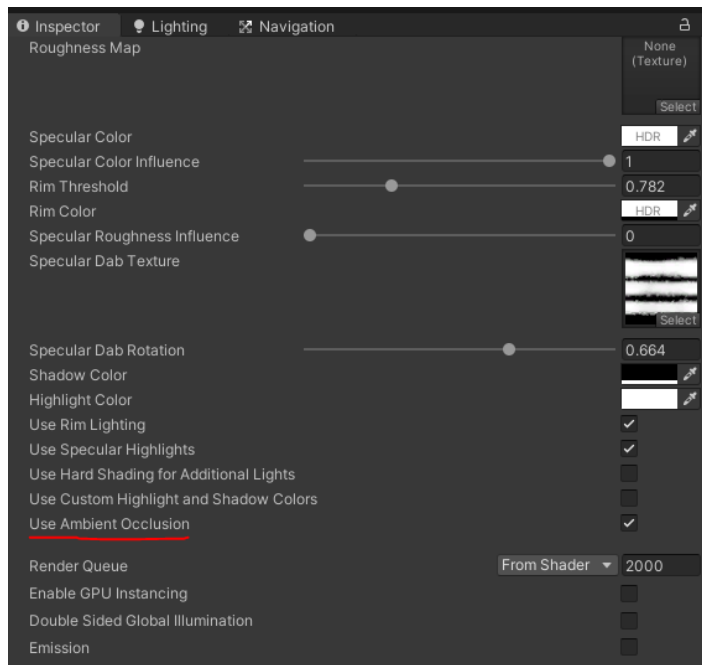 Inspector Lighting Navigation
Roughness Map None
(Texture)
Select
Specular Color HDR
Specular Color Influence 1
Rim Threshold 0.782
Rim Color HDR
Specular Roughness Influence 0
Specular Dab Texture
Select
Specular Dab Rotation 0.664
Shadow Color
Highlight Color
Use Rim Lighting
Use Specular Highlights
Use Hard Shading for Additional Lights
Use Custom Highlight and Shadow Colors
Use Ambient Occlusion
Render Queue From Shader 2000
Enable GPU Instancing
Double Sided Global Illumination
Emission